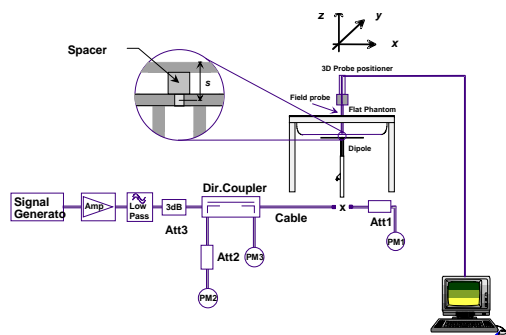 z
y
x
Spacer
s
3D Probe positioner
Field probe
Flat Phantom
Dipole
Dir.Coupler
Signal
Generato
Amp
Low
Pass
3dB
Cable
x
Att1
Att3
Att2
PM3
PM1
PM2